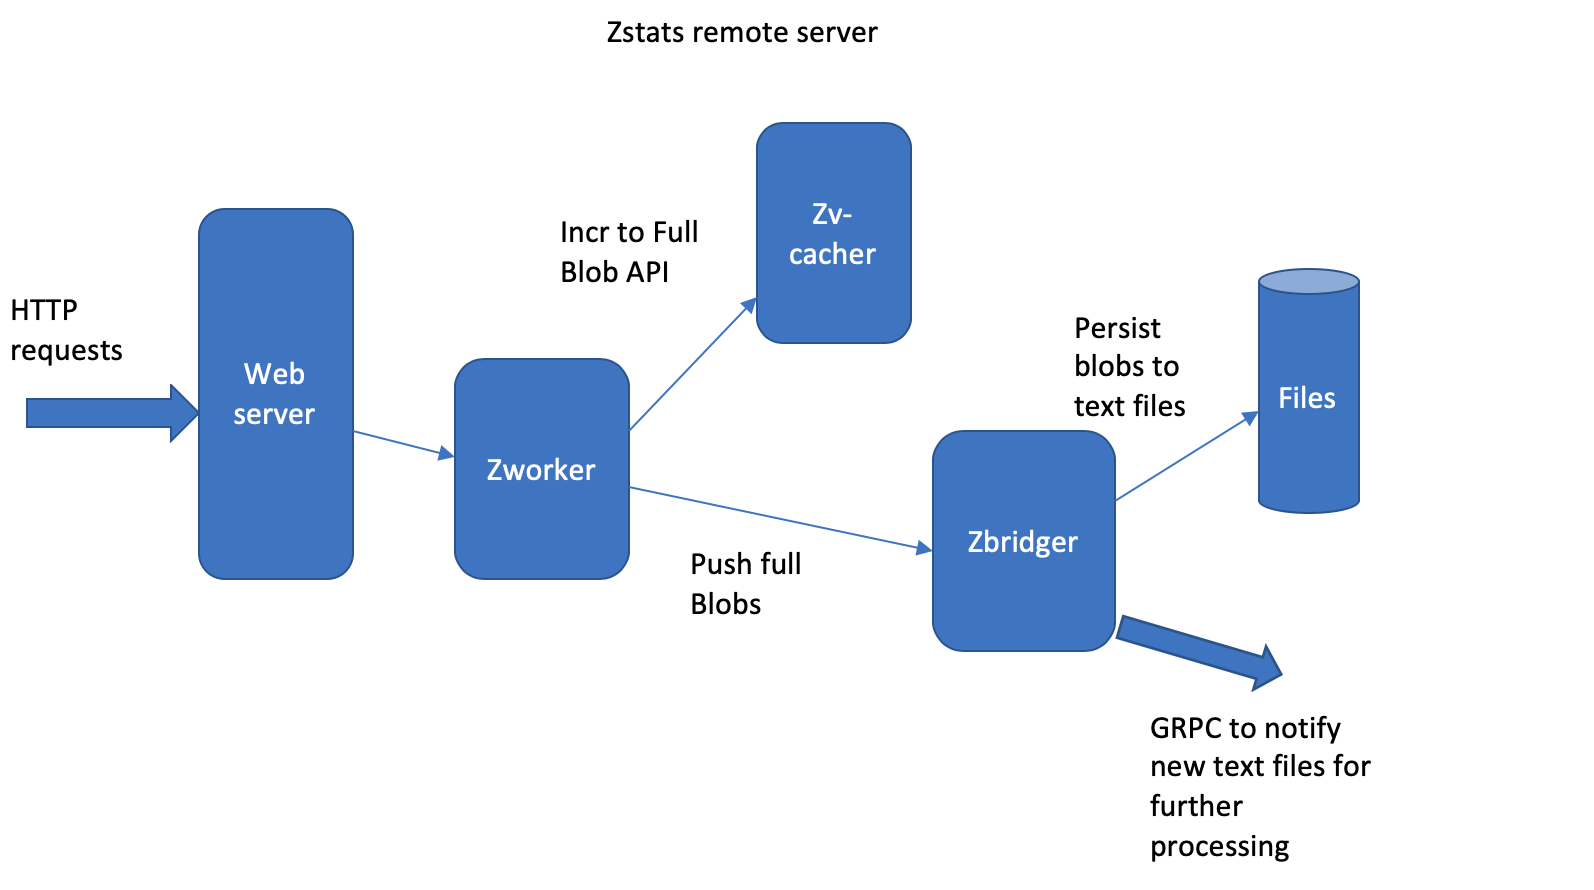 Zstats remote server
Zv-
cacher
Incr to Full
Blob API
HTTP
requests
Web
server
Zworker
Persist
blobs to
text files
Files
Zbridger
Push full
Blobs
GRPC to notify
new text files for
further
processing